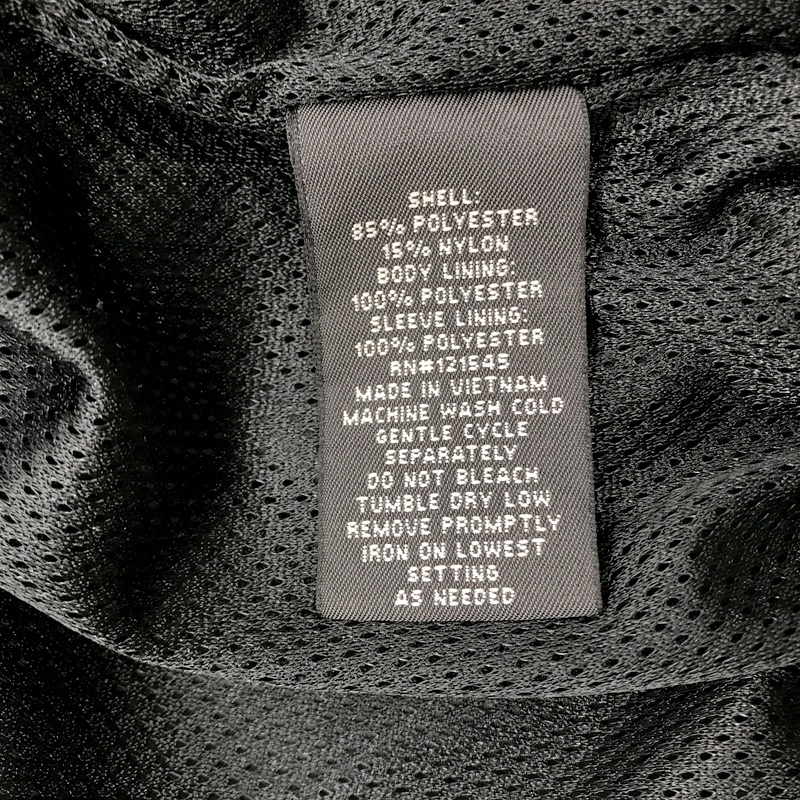 SHELL:
85% POLYESTER
15% NYLON
BODY LINING:
100% POLYESTER
SLEEVE LINING:
100% POLYESTER
RN#121545
MADE IN VIETNAM
MACHINE WASH COLD
GENTLE CYCLE
SEPARATELY
DO NOT BLEACH
TUMBLE DRY LOW
REMOVE PROMPTLY
IRON ON LOWEST
SETTING
AS NEEDED